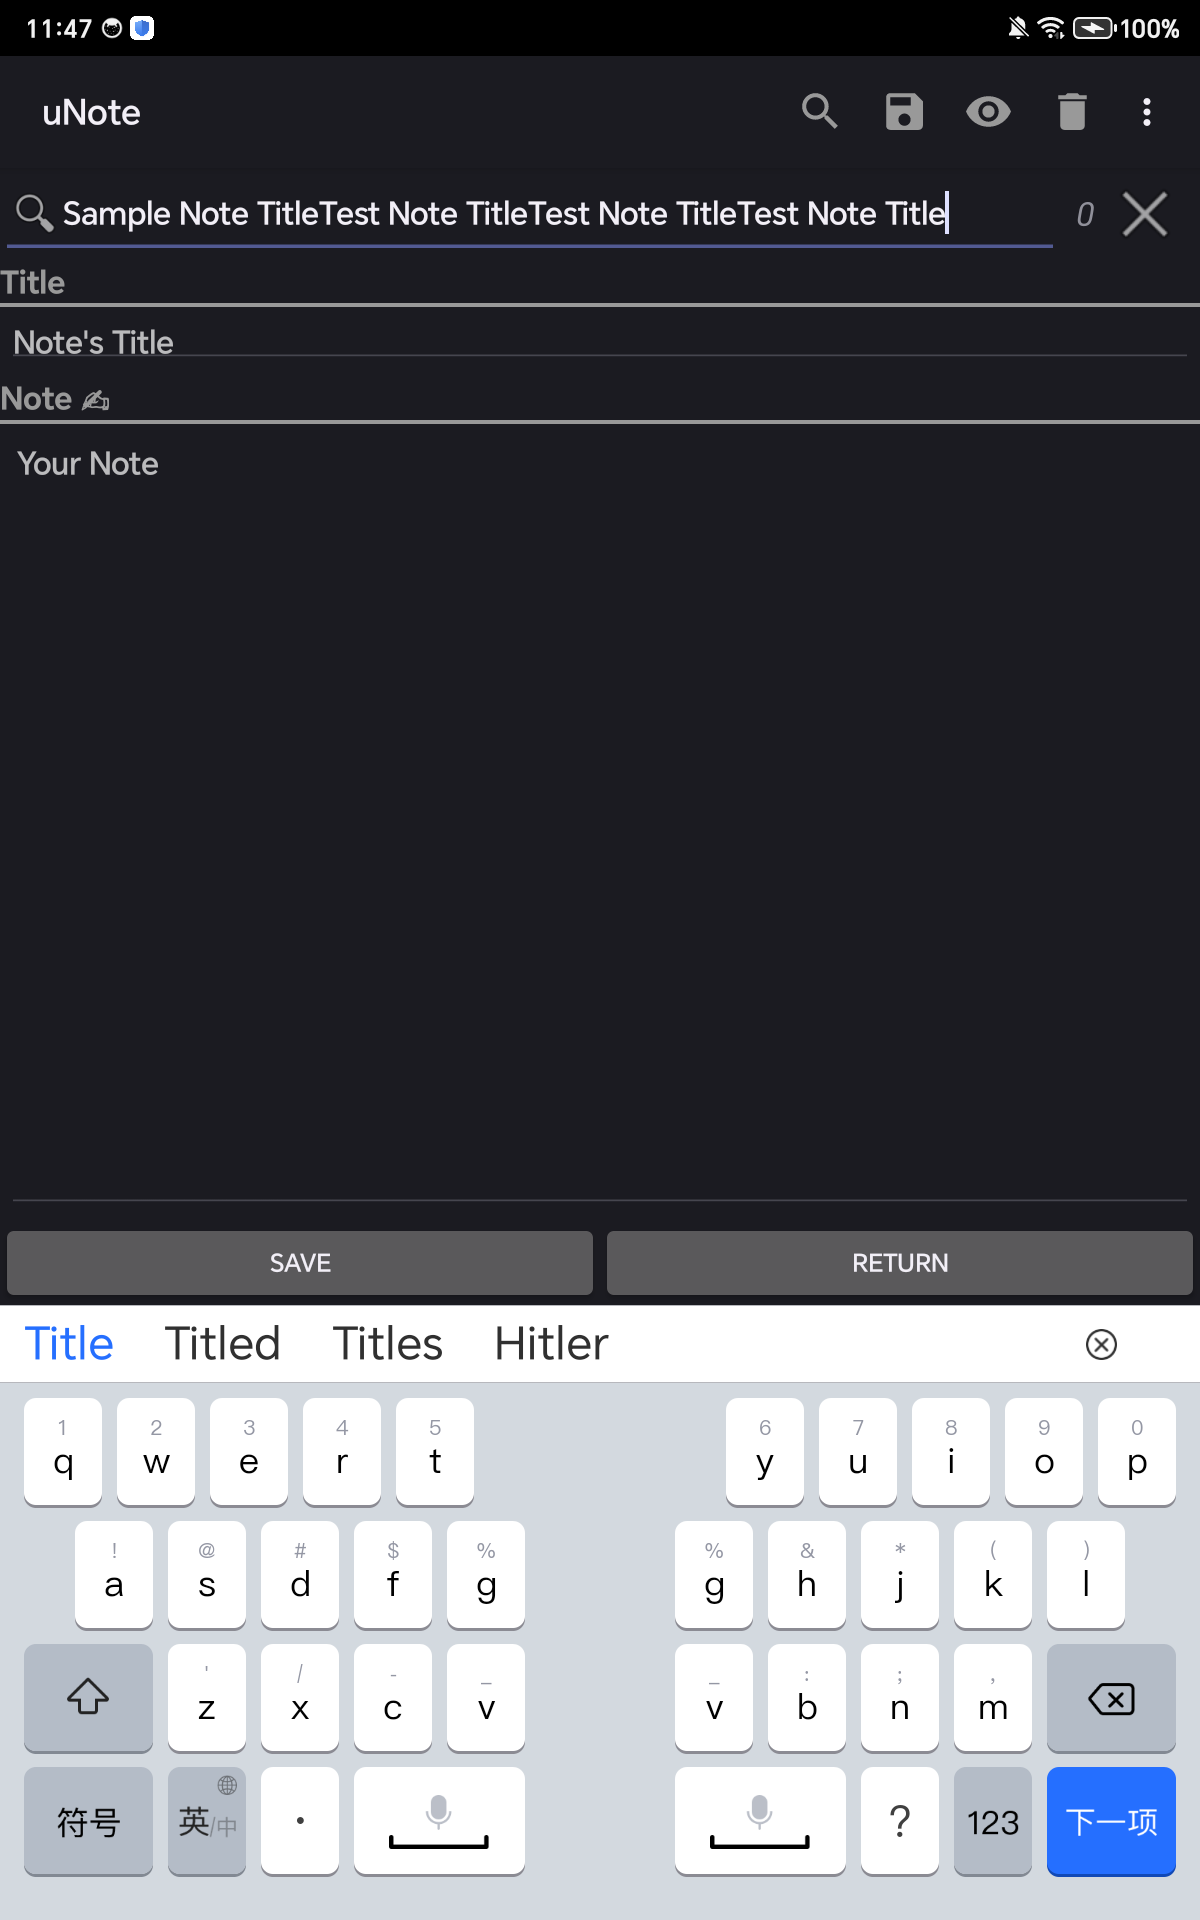 11:47 100%
uNote
Sample Note TitleTest Note TitleTest Note TitleTest Note Title 0
Title
Note's Title
Note ✍
Your Note
SAVE RETURN
Title Titled Titles Hitler
1 2 3 4 5 6 7 8 9 0
q w e r t y u i o p
! @ # $ % % & * ( )
a s d f g g h j k l
' / - _ _ : ; ,
z x c v v b n m
符号 英/中 . ? 123 下一项